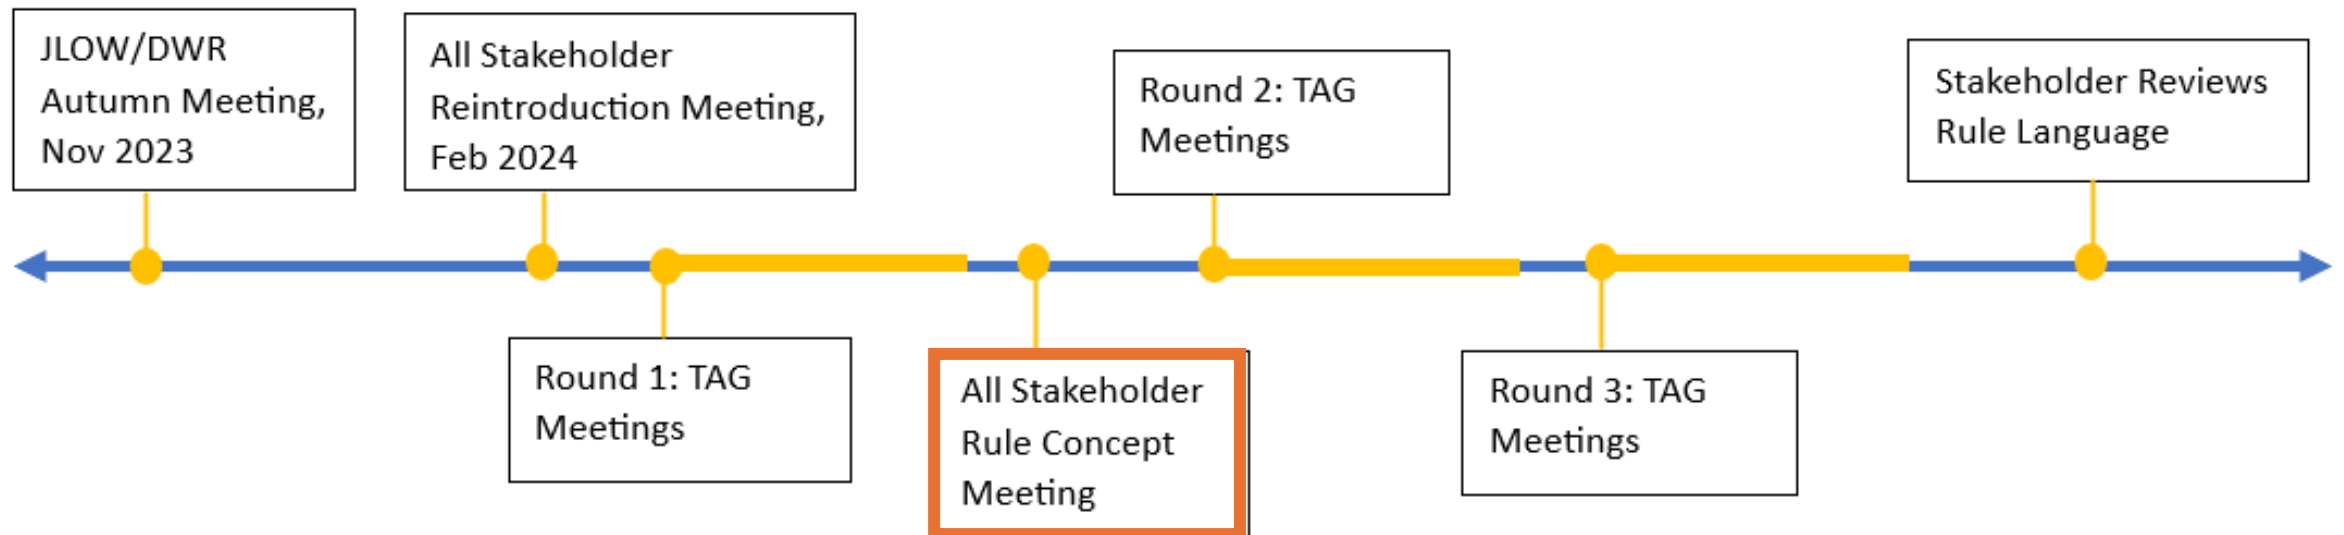 JLOW/DWR
Autumn Meeting,
Nov 2023
All Stakeholder
Reintroduction Meeting,
Feb 2024
Round 1: TAG
Meetings
All Stakeholder
Rule Concept
Meeting
Round 2: TAG
Meetings
Round 3: TAG
Meetings
Stakeholder Reviews
Rule Language